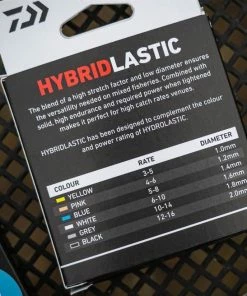 HYBRIDLASTIC
The blend of a high stretch factor and low diameter ensures
the versatility needed on mixed fisheries. Combined with
solid, high endurance and required power when tightened
makes it perfect for high catch rates venues.
HYBRIDLASTIC has been designed to complement the colour
and power rating of HYDROLASTIC.
COLOUR RATE DIAMETER
YELLOW 3-5 1.0mm
PINK 4-6 1.2mm
BLUE 5-8 1.4mm
WHITE 6-10 1.6mm
GREY 10-14 1.8mm
BLACK 12-16 2.0mm